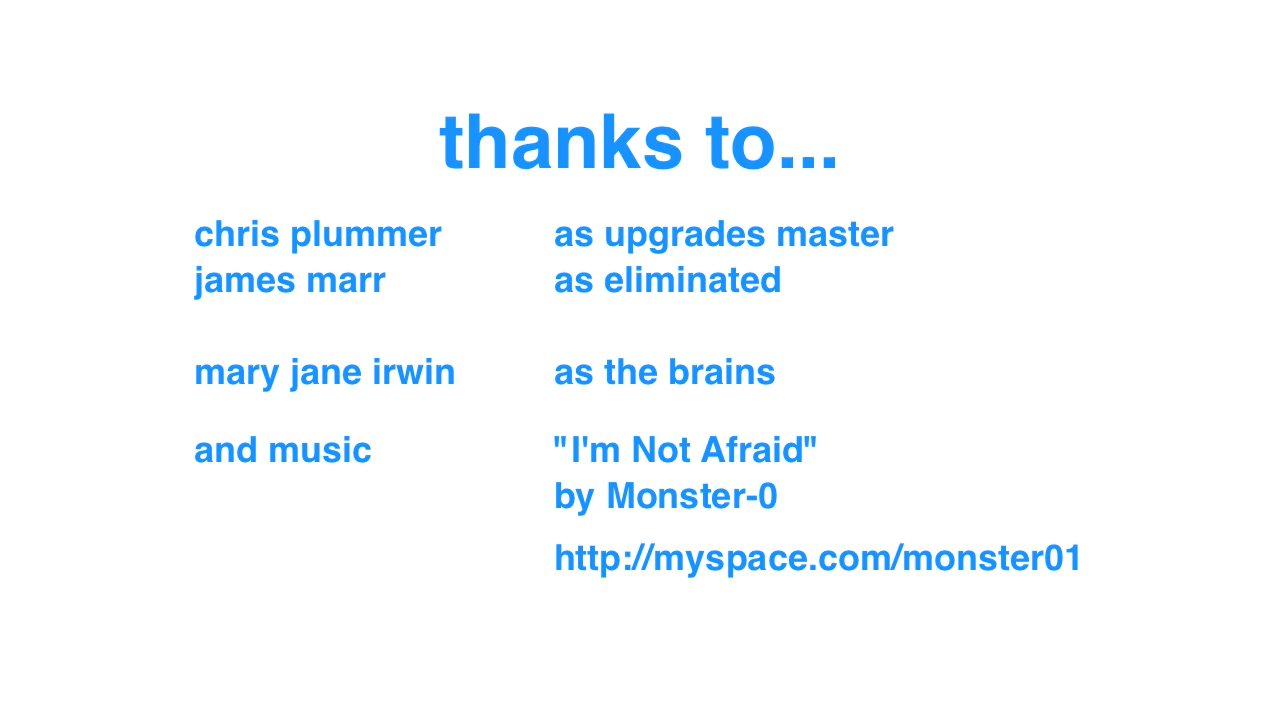 thanks to...
chris plummer as upgrades master
james marr as eliminated
mary jane irwin as the brains
and music "I'm Not Afraid"
by Monster-0
http://myspace.com/monster01